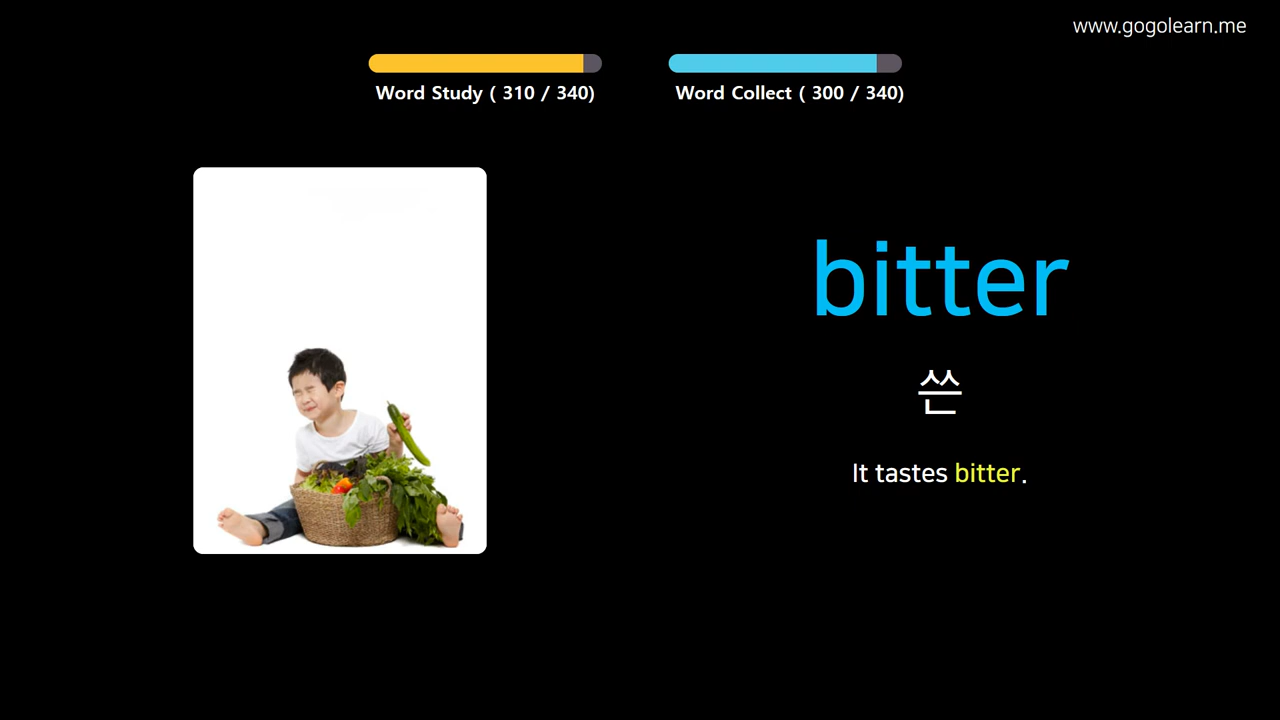 www.gogolearn.me
Word Study ( 310 / 340)
Word Collect ( 300 / 340)
bitter
쓴
It tastes bitter.